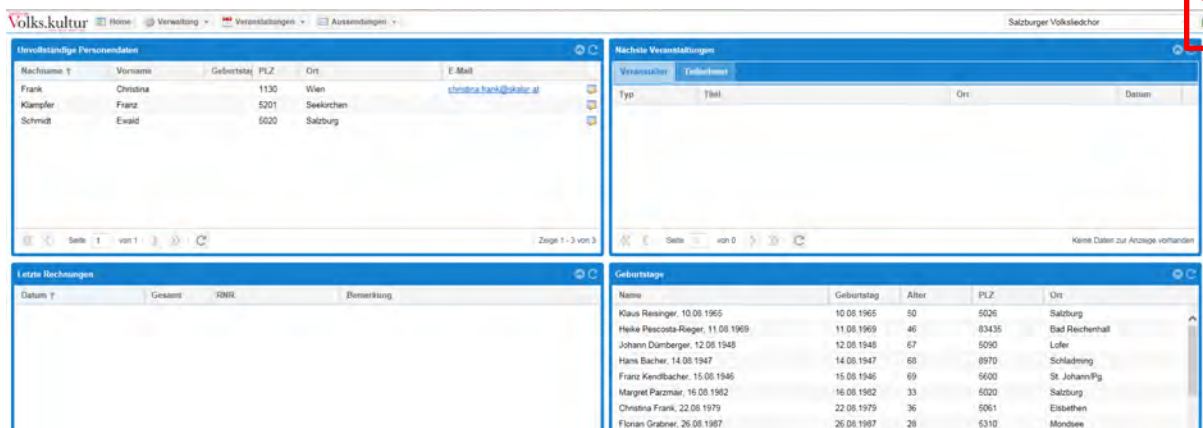 Volks.kultur Home Verwaltung Veranstaltungen Aussendungen Salzburger Volksliedchor
Unvollständige Personendaten
Nachname ↑ Vorname Geburtstag PLZ Ort E-Mail
Frank Christina 1130 Wien christina.frank@skalar.at
Klampfer Franz 5201 Seekirchen
Schmidt Ewald 5020 Salzburg
Seite 1 von 1 Zeige 1 - 3 von 3
Nächste Veranstaltungen
Veranstalter Teilnehmer
Typ Titel Ort Datum
Seite von 0 Keine Daten zur Anzeige vorhanden
Letzte Rechnungen
Datum ↑ Gesamt RNR. Bemerkung
Geburtstage
Name Geburtstag Alter PLZ Ort
Klaus Reisinger, 10.08.1965 10.08.1965 50 5026 Salzburg
Heike Pescosta-Rieger, 11.08.1969 11.08.1969 46 83435 Bad Reichenhall
Johann Dürnberger, 12.08.1948 12.08.1948 67 5090 Lofer
Hans Bacher, 14.08.1947 14.08.1947 68 8970 Schladming
Franz Kendlbacher, 15.08.1946 15.08.1946 69 5600 St. Johann/Pg
Margret Parzmair, 16.08.1982 16.08.1982 33 5020 Salzburg
Christina Frank, 22.08.1979 22.08.1979 36 5061 Elsbethen
Florian Grabner, 26.08.1987 26.08.1987 28 5310 Mondsee